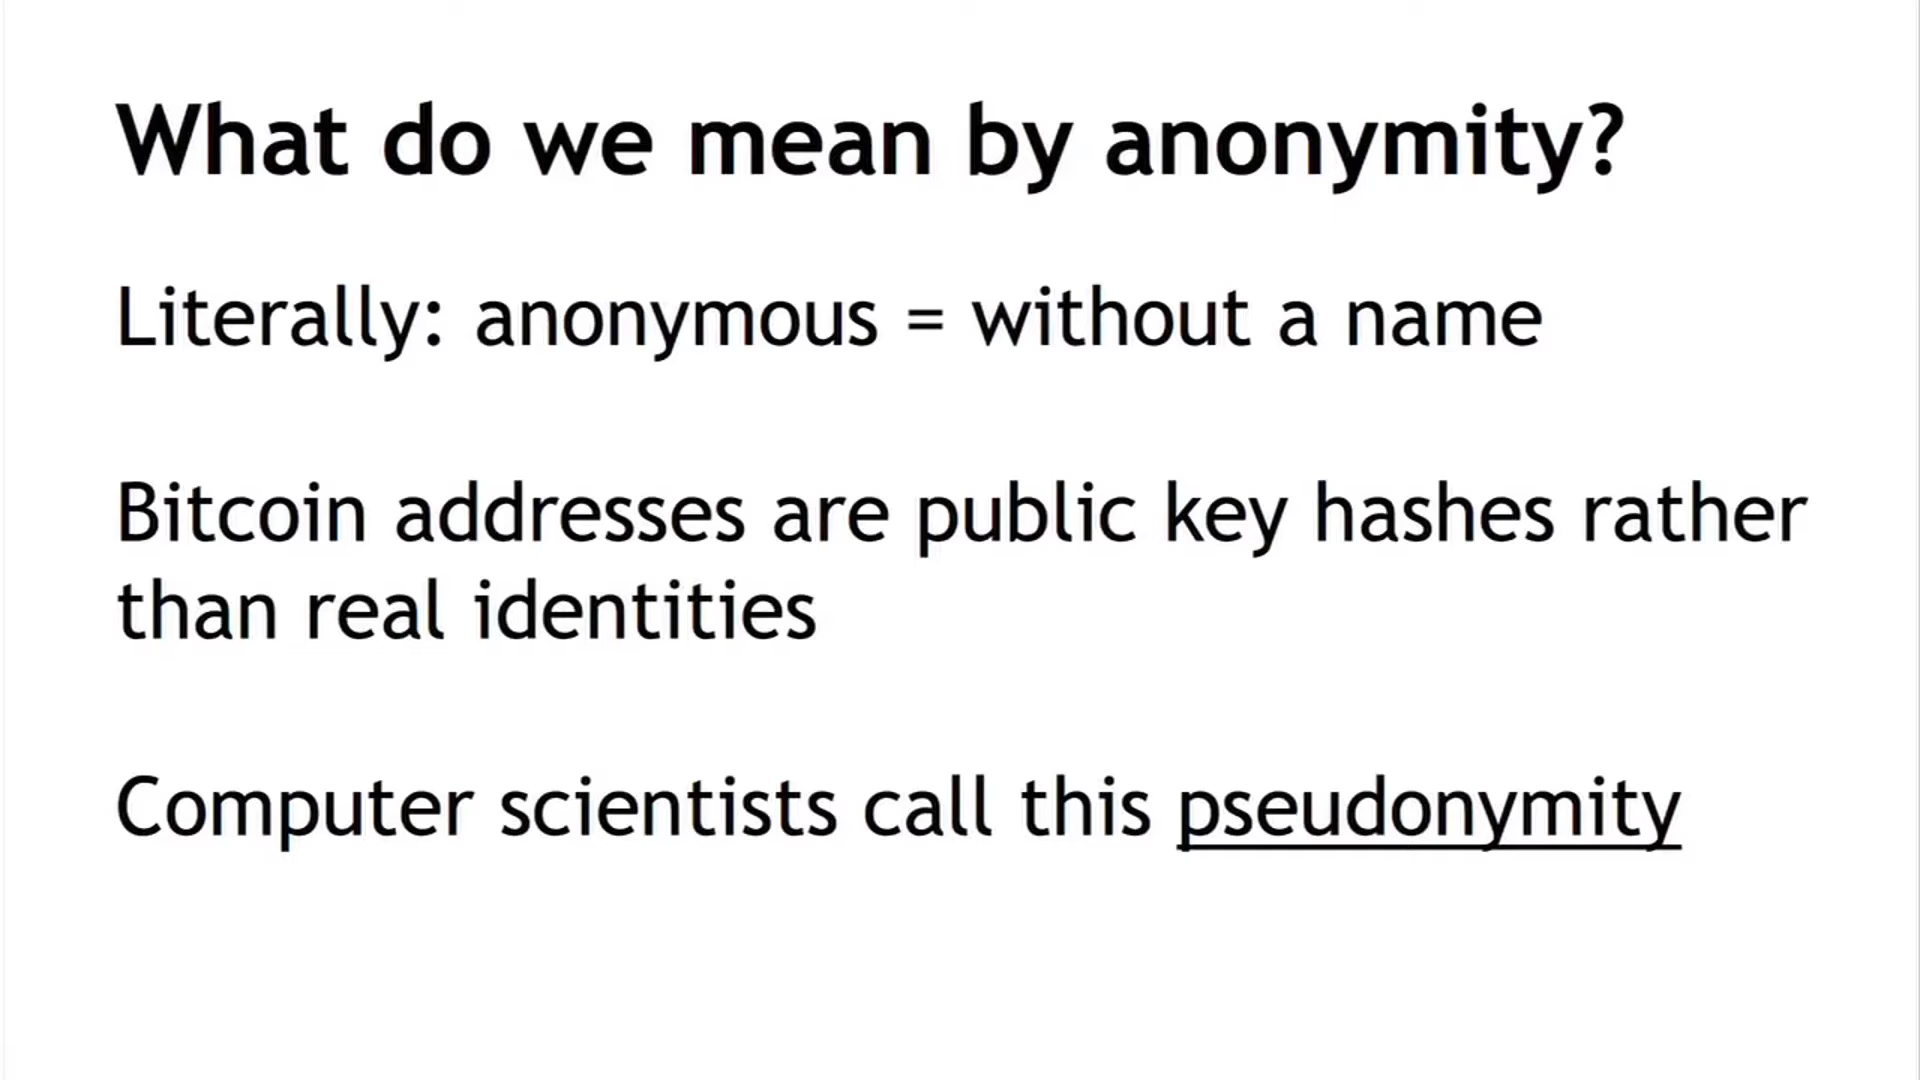 What do we mean by anonymity?
Literally: anonymous = without a name
Bitcoin addresses are public key hashes rather
than real identities
Computer scientists call this pseudonymity